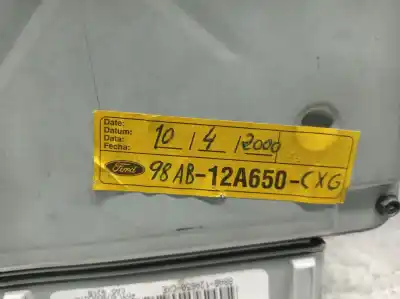 Date:
Datum:
Data:
Fecha:
10 / 4 / 2000
Ford 98AB-12A650-CXG